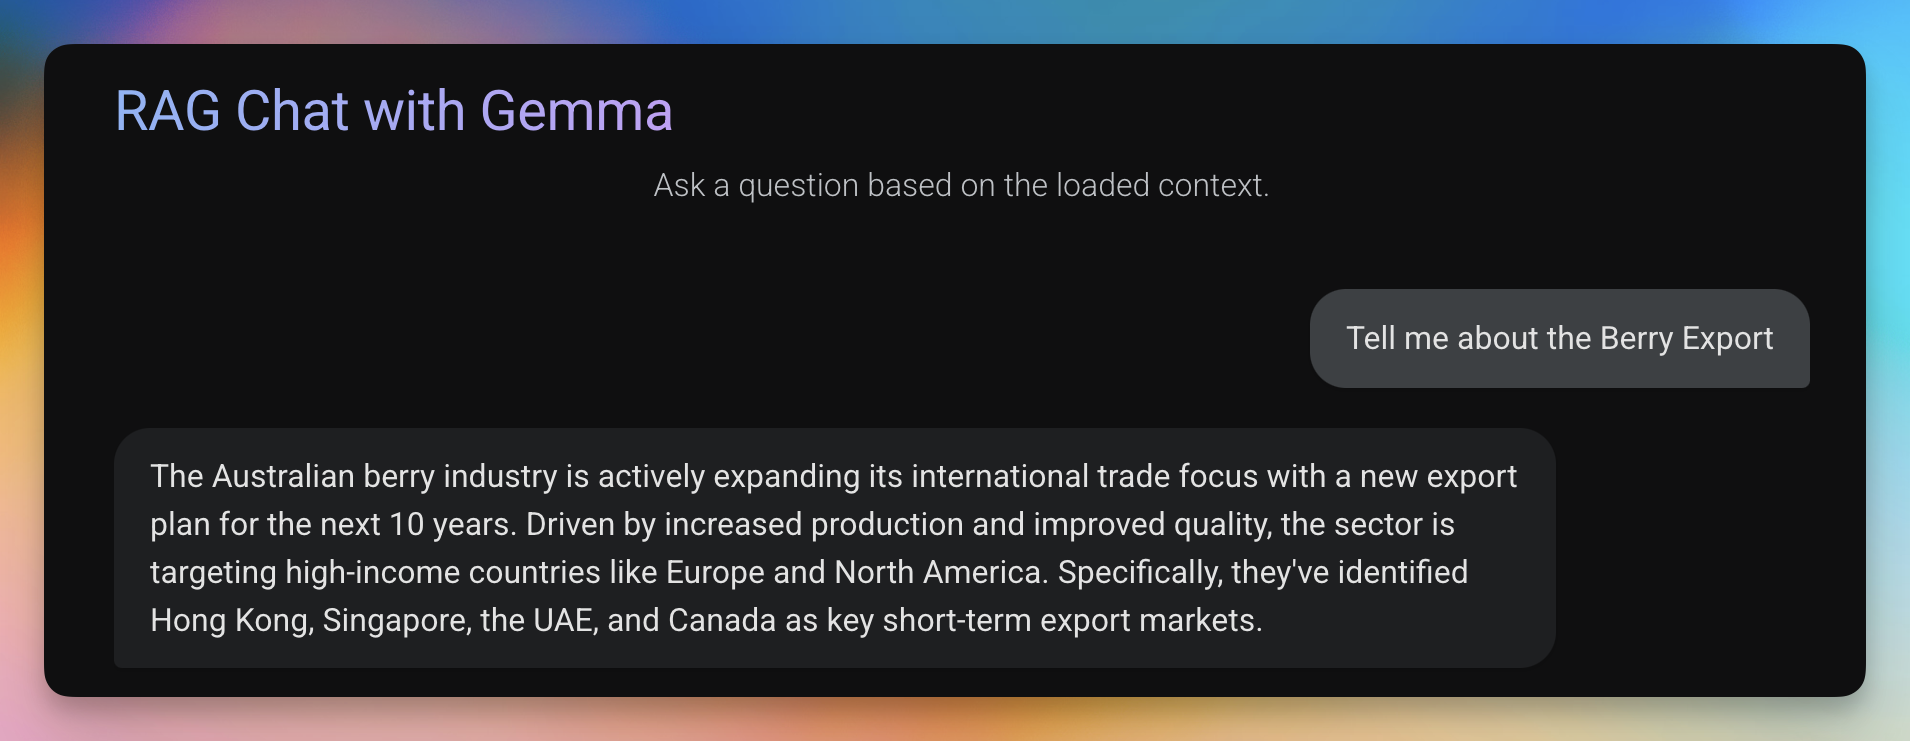 RAG Chat with Gemma
Ask a question based on the loaded context.
Tell me about the Berry Export
The Australian berry industry is actively expanding its international trade focus with a new export
plan for the next 10 years. Driven by increased production and improved quality, the sector is
targeting high-income countries like Europe and North America. Specifically, they've identified
Hong Kong, Singapore, the UAE, and Canada as key short-term export markets.